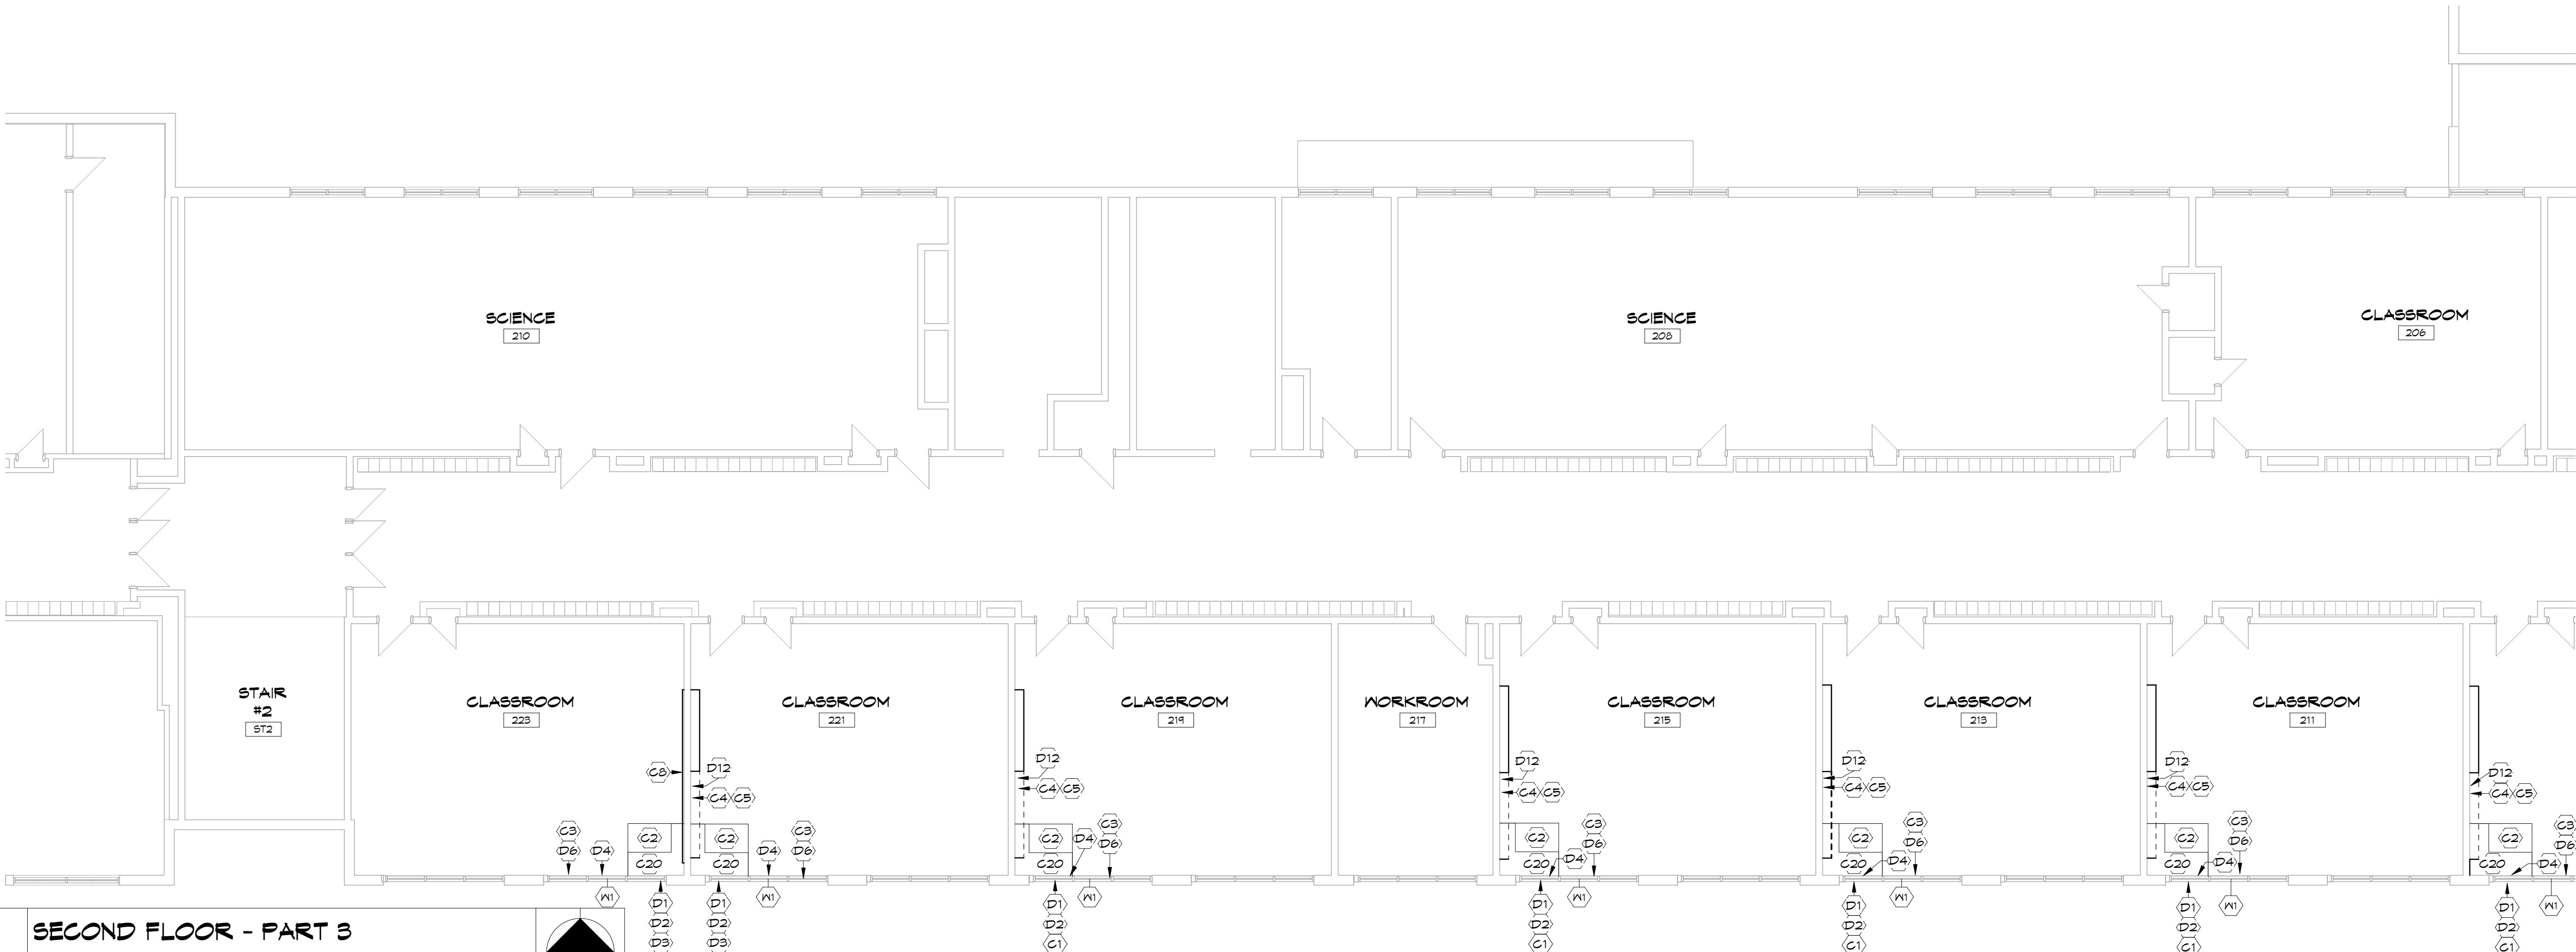 SCIENCE
210
SCIENCE
208
CLASSROOM
206
STAIR
#2
ST2
CLASSROOM
223
CLASSROOM
221
CLASSROOM
219
WORKROOM
217
CLASSROOM
215
CLASSROOM
213
CLASSROOM
211
C8
C3
D6
D4
C2
C20
W1
D1
D2
D3
D12
C4 C5
C2
C20
D4
C3
D6
W1
D1
D2
D3
D12
C4 C5
C2
C20
D4
C3
D6
W1
D1
D2
C1
D12
C4 C5
C2
C20
D4
C3
D6
W1
D1
D2
C1
D12
C4 C5
C2
C20
D4
C3
D6
W1
D1
D2
C1
D12
C4 C5
C2
C20
D4
C3
D6
W1
D1
D2
C1
D12
C4 C5
C2
C20
D4
C3
D6
W1
D1
D2
C1
SECOND FLOOR - PART 3